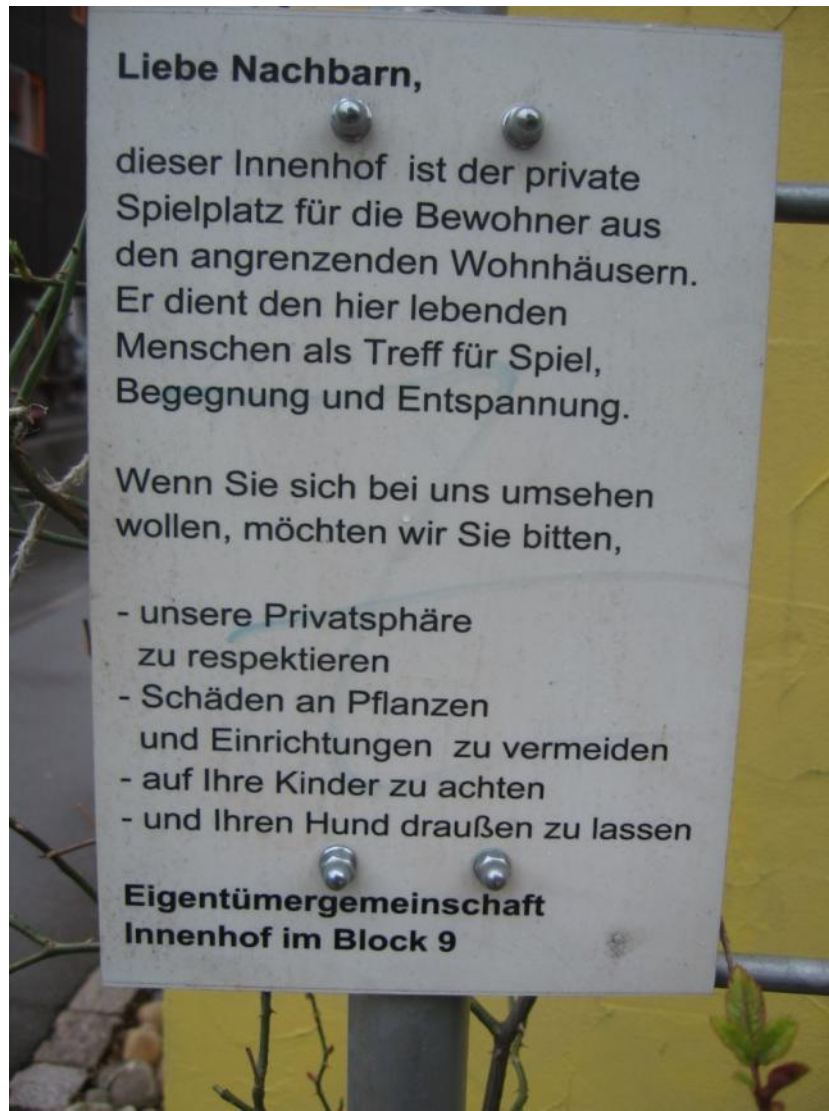 Liebe Nachbarn,
dieser Innenhof ist der private
Spielplatz für die Bewohner aus
den angrenzenden Wohnhäusern.
Er dient den hier lebenden
Menschen als Treff für Spiel,
Begegnung und Entspannung.
Wenn Sie sich bei uns umsehen
wollen, möchten wir Sie bitten,
- unsere Privatsphäre
zu respektieren
- Schäden an Pflanzen
und Einrichtungen zu vermeiden
- auf Ihre Kinder zu achten
- und Ihren Hund draußen zu lassen
Eigentümergemeinschaft
Innenhof im Block 9